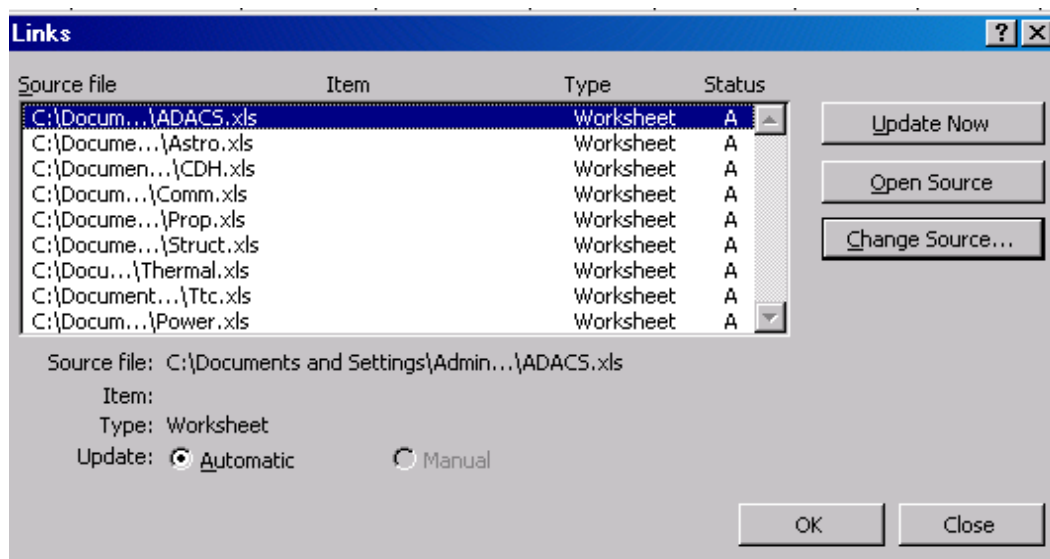 Links
Source file Item Type Status
C:\Docum...\ADACS.xls Worksheet A
C:\Docume...\Astro.xls Worksheet A
C:\Documen...\CDH.xls Worksheet A
C:\Docum...\Comm.xls Worksheet A
C:\Docume...\Prop.xls Worksheet A
C:\Docume...\Struct.xls Worksheet A
C:\Docu...\Thermal.xls Worksheet A
C:\Document...\Ttc.xls Worksheet A
C:\Docum...\Power.xls Worksheet A
Update Now
Open Source
Change Source...
Source file: C:\Documents and Settings\Admin...\ADACS.xls
Item:
Type: Worksheet
Update: Automatic Manual
OK Close